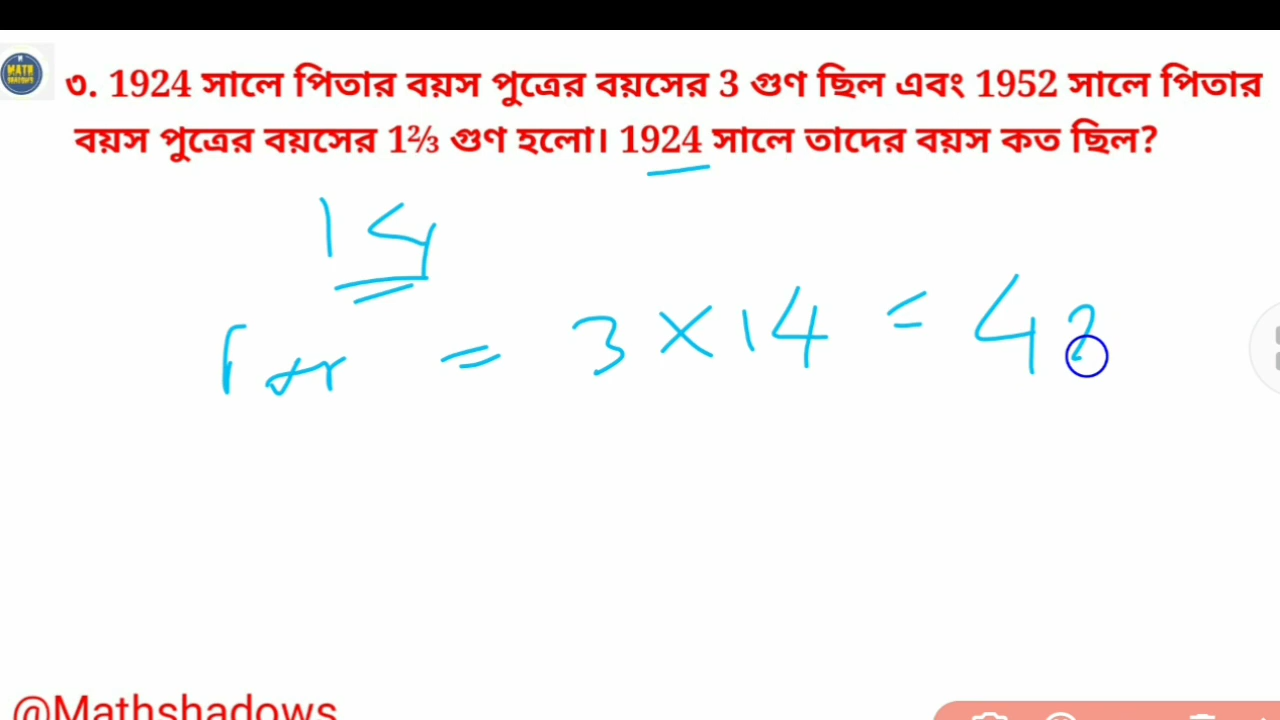 ৩. 1924 সালে পিতার বয়স পুত্রের বয়সের 3 গুণ ছিল এবং 1952 সালে পিতার
বয়স পুত্রের বয়সের 1⅔ গুণ হলো। 1924 সালে তাদের বয়স কত ছিল?
14
= 3 × 14 = 42
@Mathshadows